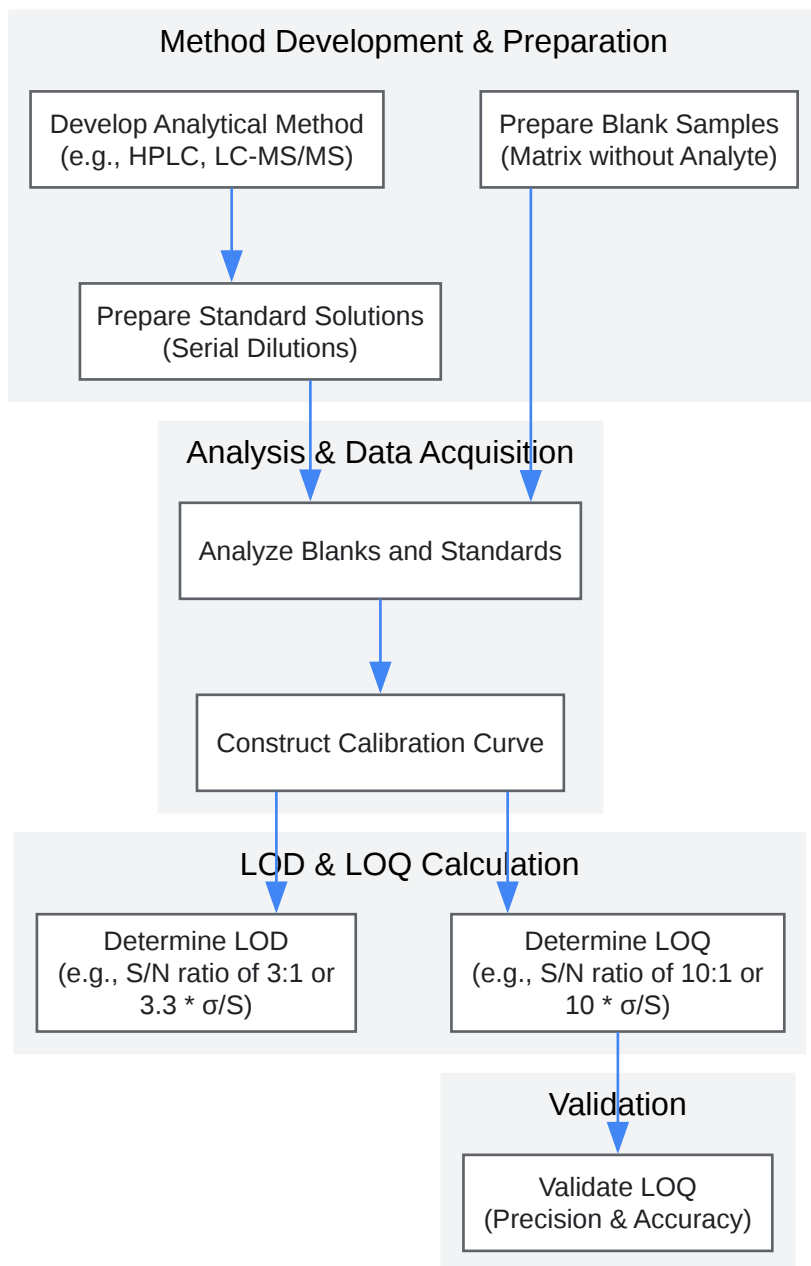 Method Development & Preparation
Develop Analytical Method
(e.g., HPLC, LC-MS/MS)
Prepare Blank Samples
(Matrix without Analyte)
Prepare Standard Solutions
(Serial Dilutions)
Analysis & Data Acquisition
Analyze Blanks and Standards
Construct Calibration Curve
LOD & LOQ Calculation
Determine LOD
(e.g., S/N ratio of 3:1 or
3.3 * σ/S)
Determine LOQ
(e.g., S/N ratio of 10:1 or
10 * σ/S)
Validation
Validate LOQ
(Precision & Accuracy)